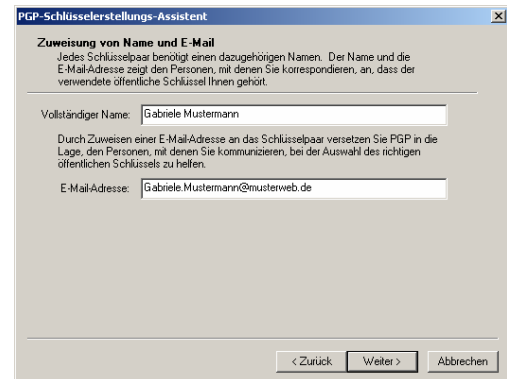 PGP-Schlüsselerstellungs-Assistent
Zuweisung von Name und E-Mail
Jedes Schlüsselpaar benötigt einen dazugehörigen Namen. Der Name und die
E-Mail-Adresse zeigt den Personen, mit denen Sie korrespondieren, an, dass der
verwendete öffentliche Schlüssel Ihnen gehört.
Vollständiger Name: Gabriele Mustermann
Durch Zuweisen einer E-Mail-Adresse an das Schlüsselpaar versetzen Sie PGP in die
Lage, den Personen, mit denen Sie kommunizieren, bei der Auswahl des richtigen
öffentlichen Schlüssels zu helfen.
E-Mail-Adresse: Gabriele.Mustermann@musterweb.de
< Zurück Weiter > Abbrechen